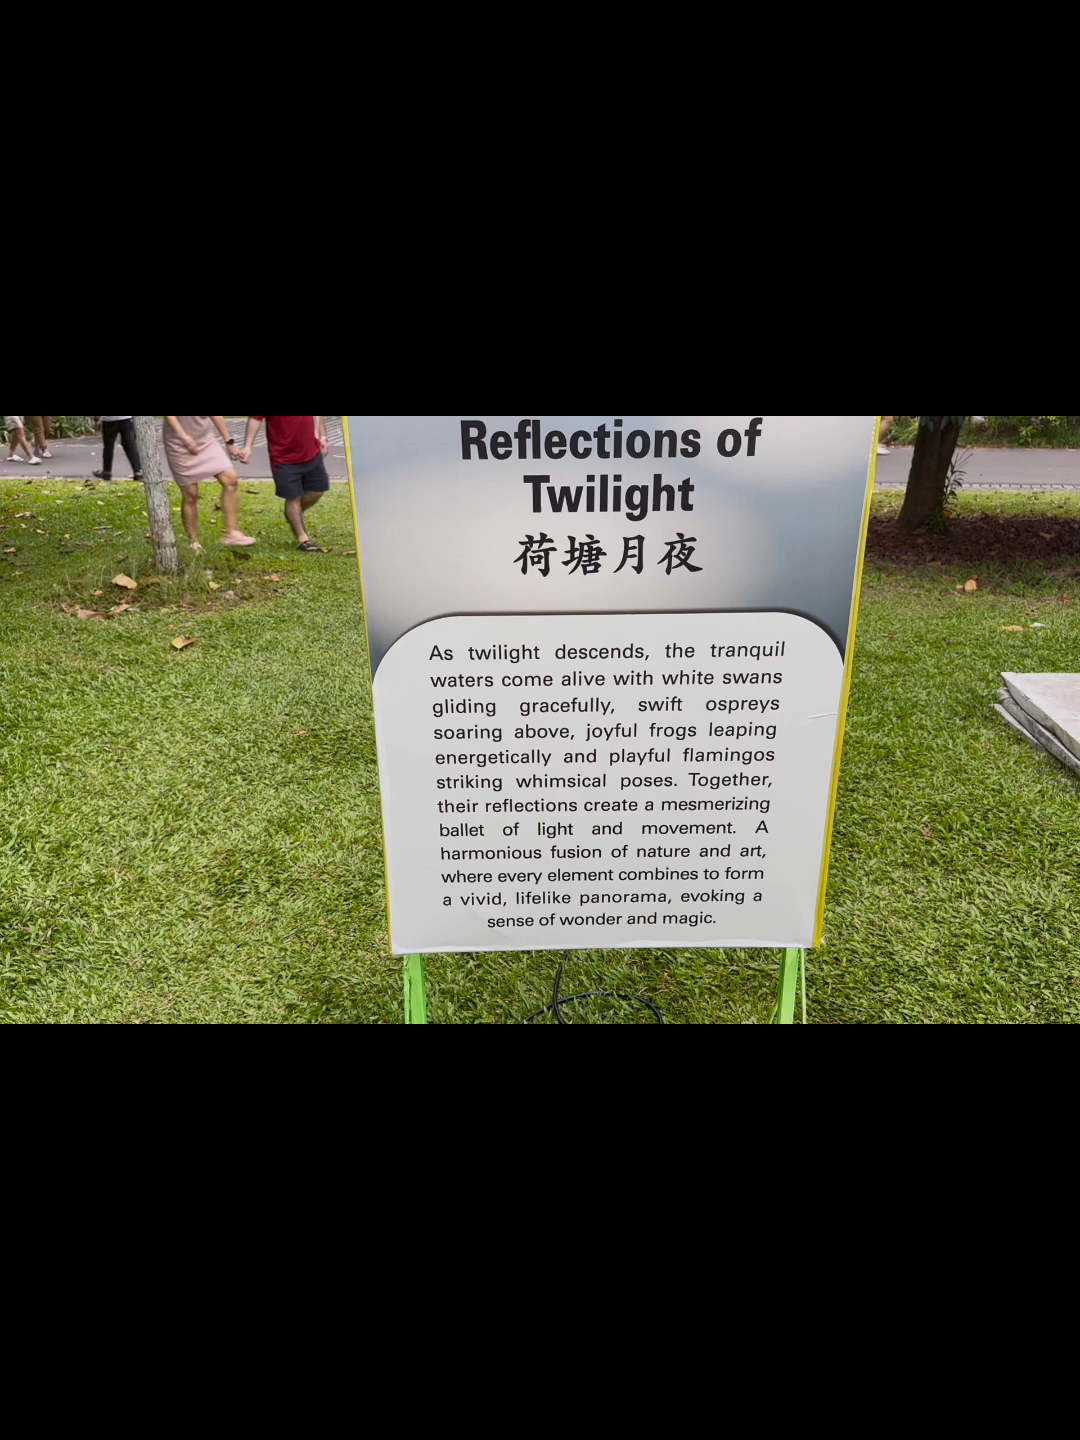 Reflections of
Twilight
荷塘月夜
As twilight descends, the tranquil
waters come alive with white swans
gliding gracefully, swift ospreys
soaring above, joyful frogs leaping
energetically and playful flamingos
striking whimsical poses. Together,
their reflections create a mesmerizing
ballet of light and movement. A
harmonious fusion of nature and art,
where every element combines to form
a vivid, lifelike panorama, evoking a
sense of wonder and magic.